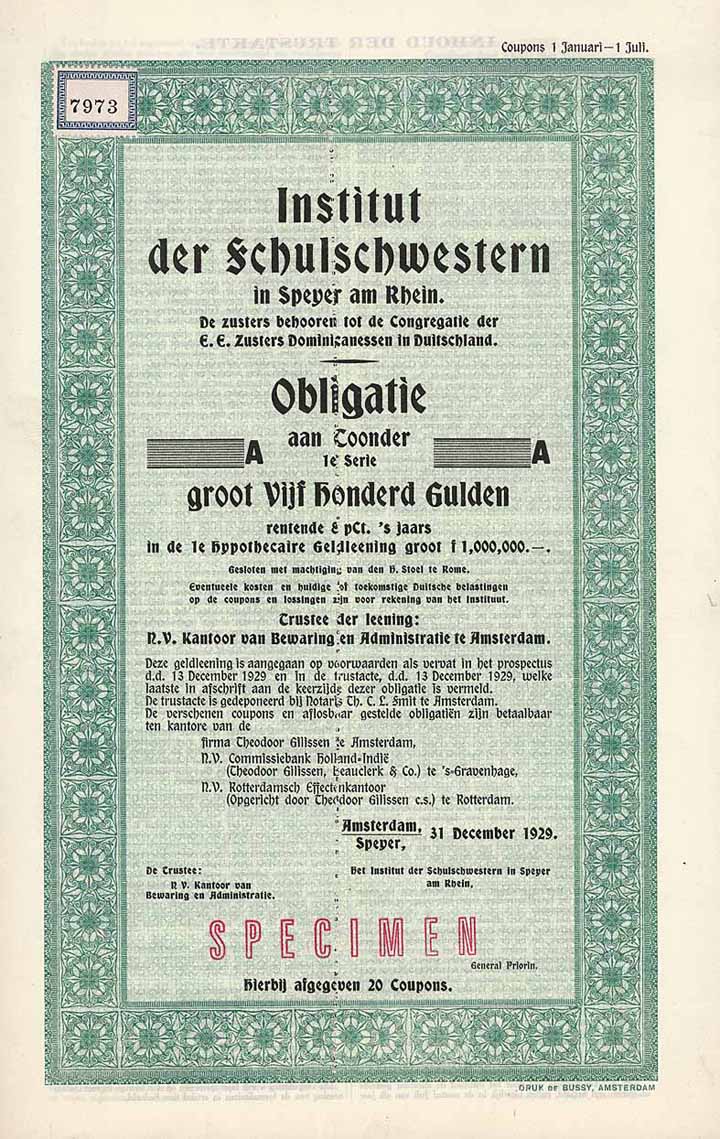 Coupons 1 Januari—1 Juli.
7973
Institut
der Schulschwestern
in Speyer am Rhein.
De zusters behooren tot de Congregatie der
E. E. Zusters Dominicanessen in Duitschland.
Obligatie
aan Toonder
A A
1e Serie
groot Vijf Honderd Gulden
rentende 8 pCt. 's jaars
in de 1e Hypothecaire Geldleening groot f 1,000,000.—.
Gesloten met machtiging van den H. Stoel te Rome.
Eventueele kosten en huidige of toekomstige Duitsche belastingen
op de coupons en lossingen zijn voor rekening van het Instituut.
Trustee der leening:
N.V. Kantoor van Bewaring en Administratie te Amsterdam.
Deze geldleening is aangegaan op voorwaarden als vervat in het prospectus
d.d. 13 December 1929 en in de trustacte, d.d. 13 December 1929, welke
laatste in afschrift aan de keerzijde dezer obligatie is vermeld.
De trustacte is gedeponeerd bij Notaris Th. C. L. Smit te Amsterdam.
De verschenen coupons en aflosbaar gestelde obligatiën zijn betaalbaar
ten kantore van de
firma Theodoor Gilissen te Amsterdam,
N.V. Commissiebank Holland-Indië
(Theodoor Gilissen, Beauclerk & Co.) te 's-Gravenhage,
N.V. Rotterdamsch Effectenkantoor
(Opgericht door Theodoor Gilissen c.s.) te Rotterdam.
Amsterdam, 31 December 1929.
Speyer,
De Trustee: Het Institut der Schulschwestern in Speyer
N. V. Kantoor van am Rhein,
Bewaring en Administratie.
SPECIMEN
General Priorin.
Hierbij afgegeven 20 Coupons.
DRUK DE BUSSY, AMSTERDAM